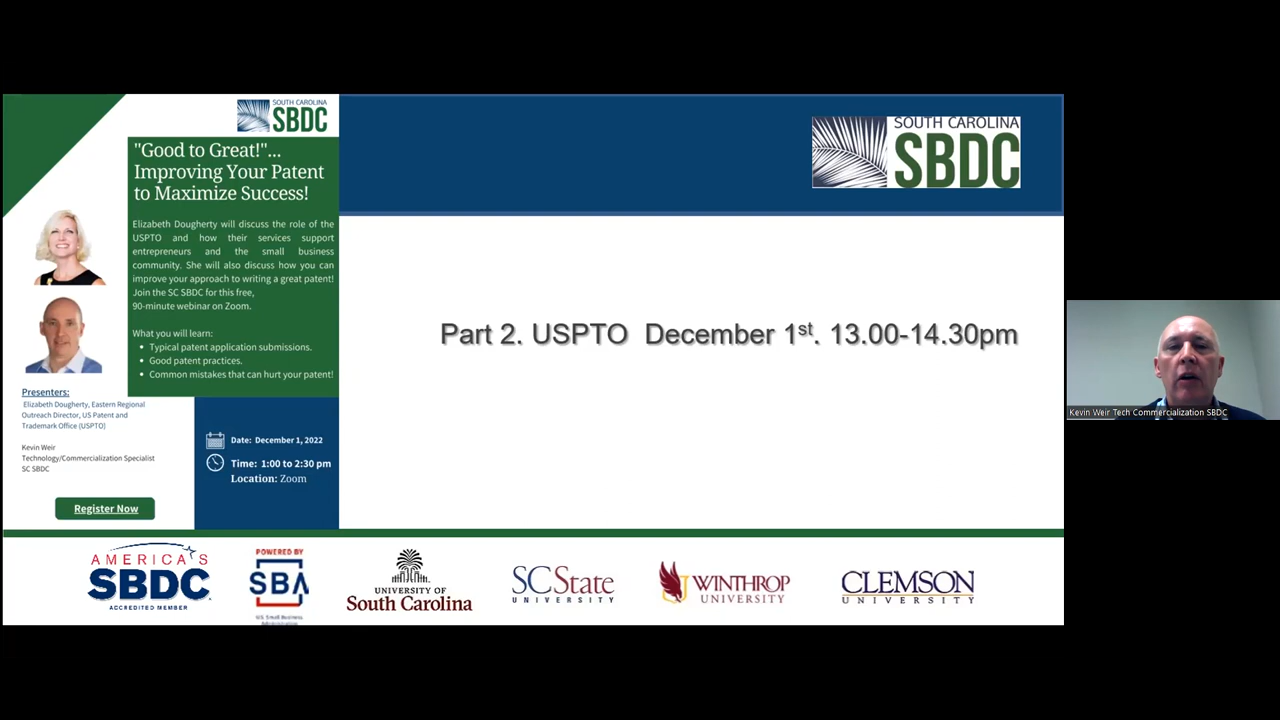 SOUTH CAROLINA
SBDC
"Good to Great!"...
Improving Your Patent
to Maximize Success!
Elizabeth Dougherty will discuss the role of the
USPTO and how their services support
entrepreneurs and the small business
community. She will also discuss how you can
improve your approach to writing a great patent!
Join the SC SBDC for this free,
90-minute webinar on Zoom.
What you will learn:
• Typical patent application submissions.
• Good patent practices.
• Common mistakes that can hurt your patent!
Presenters:
Elizabeth Dougherty, Eastern Regional
Outreach Director, US Patent and
Trademark Office (USPTO)
Kevin Weir
Technology/Commercialization Specialist
SC SBDC
Register Now
Date: December 1, 2022
Time: 1:00 to 2:30 pm
Location: Zoom
SOUTH CAROLINA
SBDC
Part 2. USPTO December 1st. 13.00-14.30pm
Kevin Weir Tech Commercialization SBDC
AMERICA'S
SBDC
ACCREDITED MEMBER
POWERED BY
SBA
U.S. Small Business
Administration
UNIVERSITY OF
South Carolina
SC State
UNIVERSITY
WINTHROP
UNIVERSITY
CLEMSON
UNIVERSITY